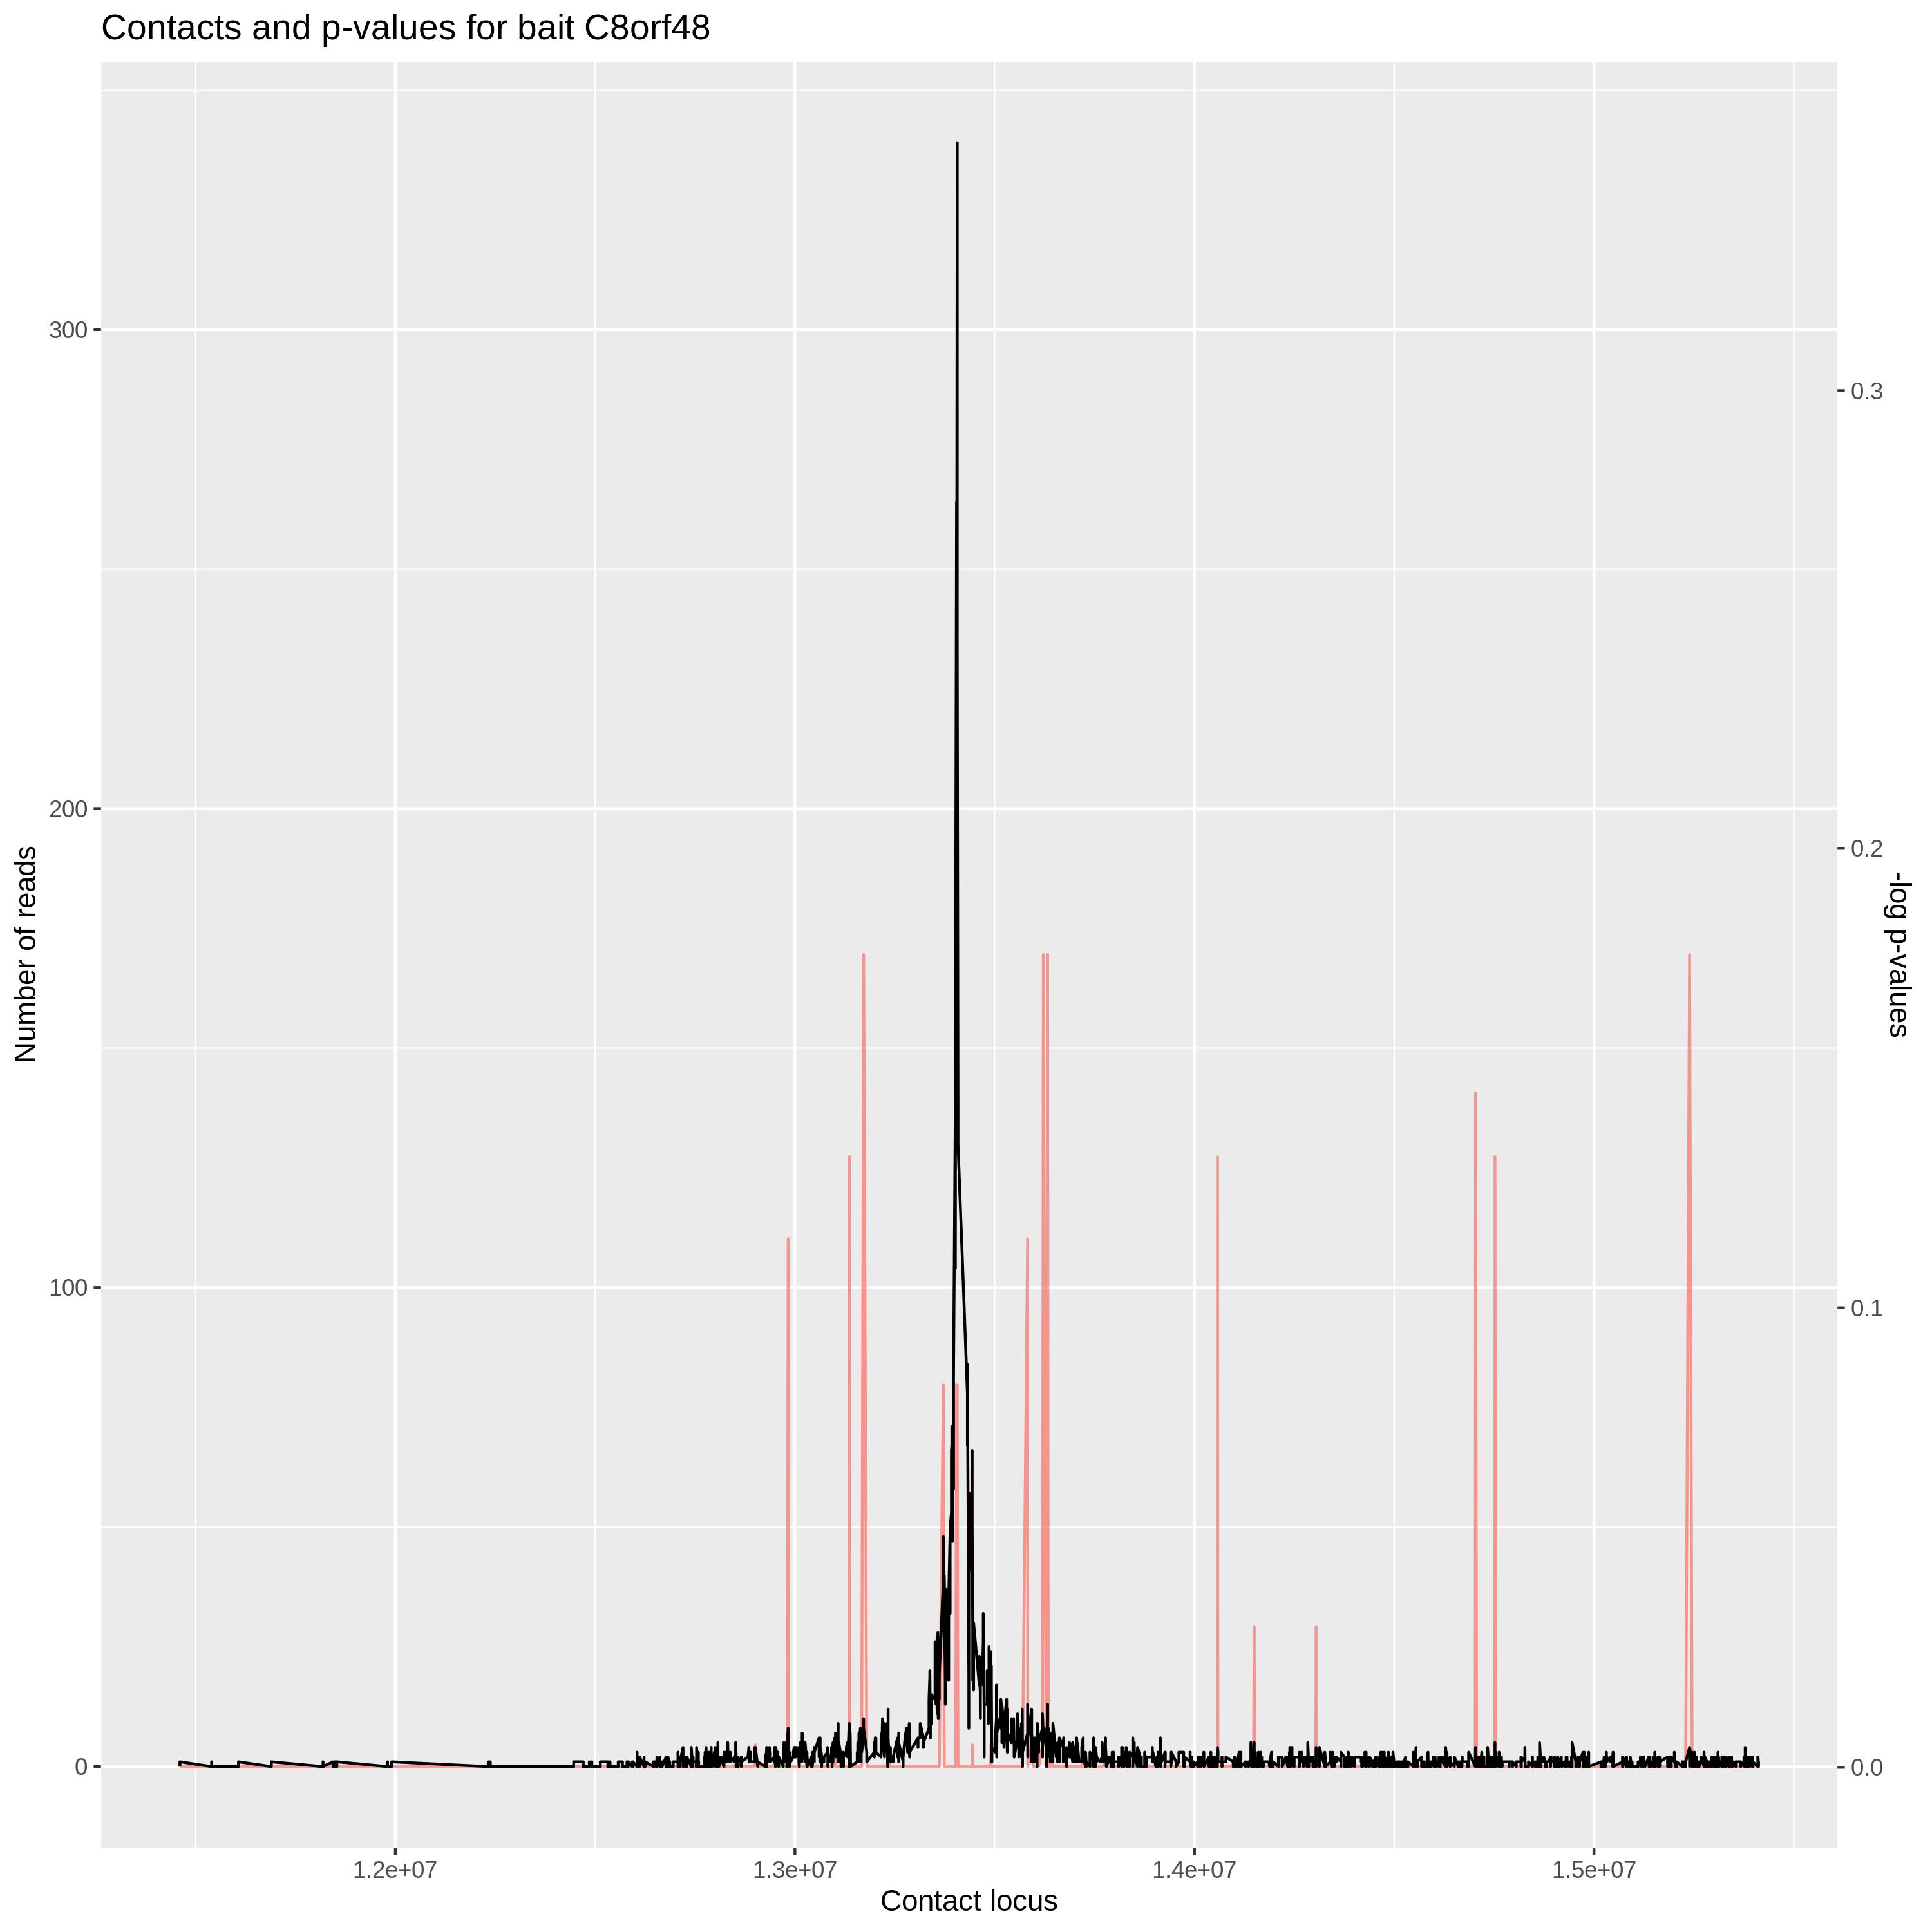 Contacts and p-values for bait C8orf48
Number of reads
300
200
100
0
0.3
0.2
0.1
0.0
-log p-values
1.2e+07 1.3e+07 1.4e+07 1.5e+07
Contact locus